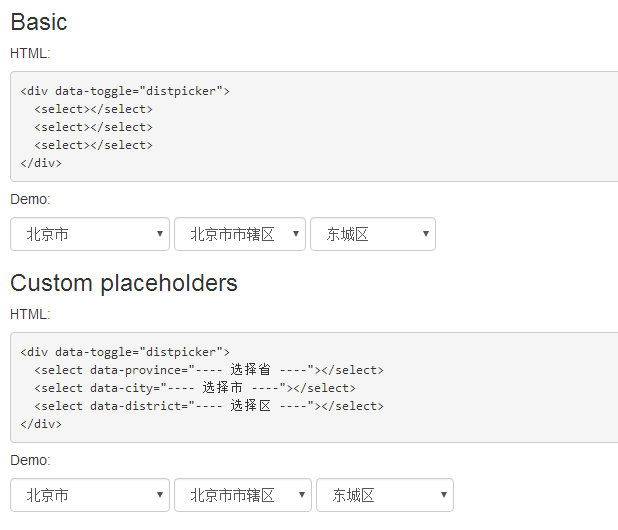 Basic
HTML:
<div data-toggle="distpicker">
  <select></select>
  <select></select>
  <select></select>
</div>
Demo:
北京市 北京市市辖区 东城区
Custom placeholders
HTML:
<div data-toggle="distpicker">
  <select data-province="---- 选择省 ----"></select>
  <select data-city="---- 选择市 ----"></select>
  <select data-district="---- 选择区 ----"></select>
</div>
Demo:
北京市 北京市市辖区 东城区